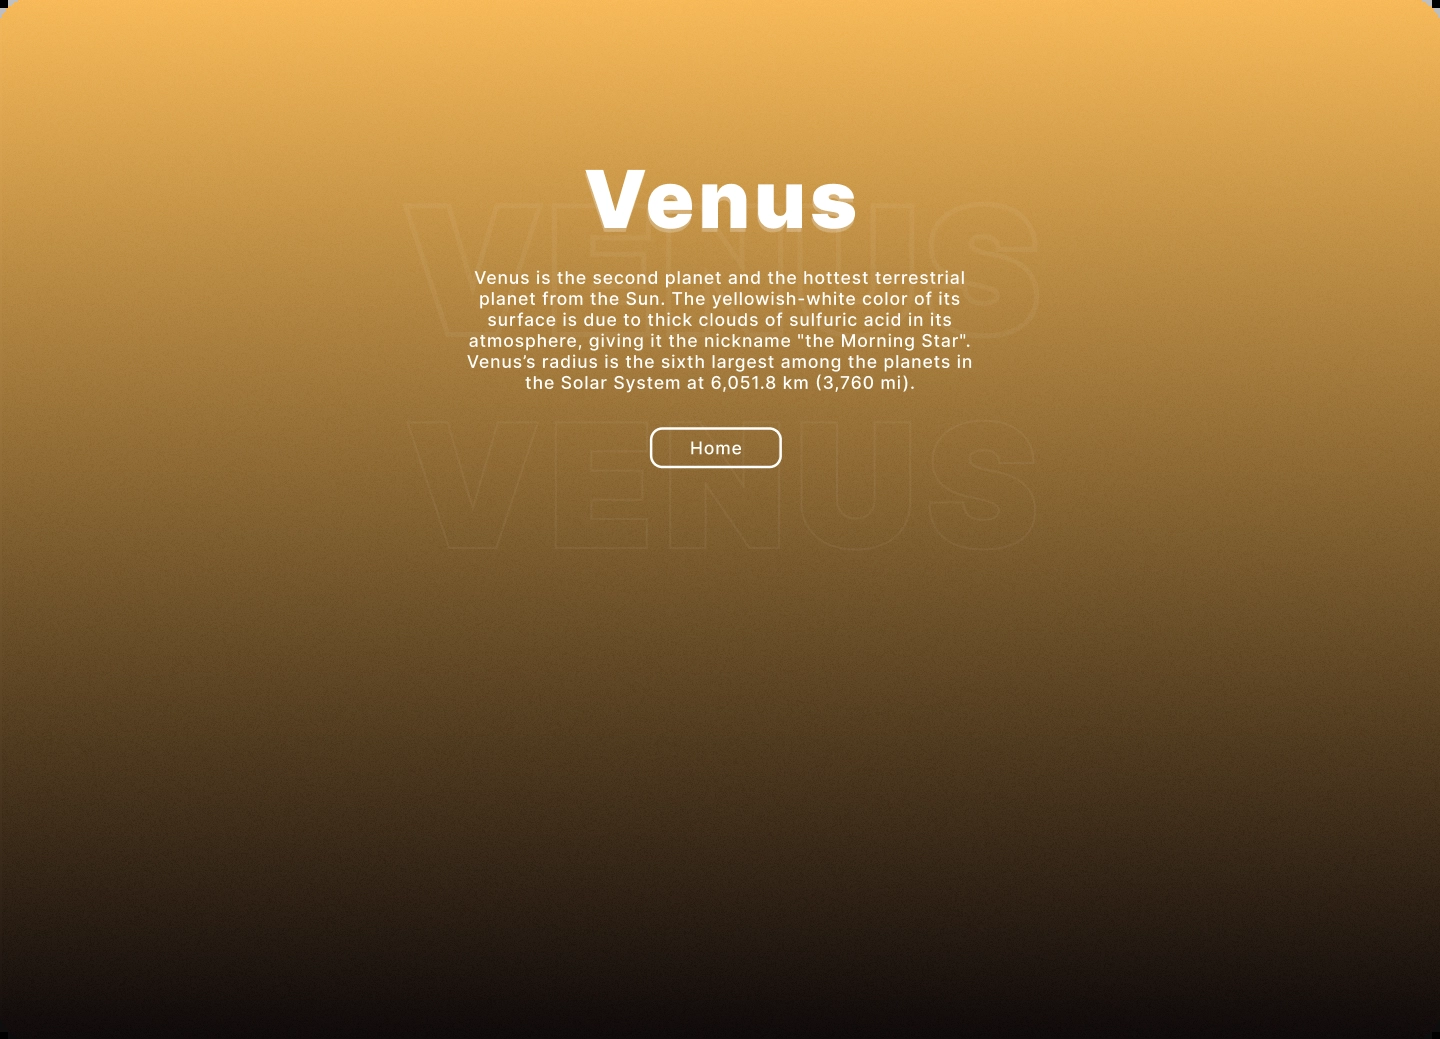 Venus
VENUS
Venus is the second planet and the hottest terrestrial
planet from the Sun. The yellowish-white color of its
surface is due to thick clouds of sulfuric acid in its
atmosphere, giving it the nickname "the Morning Star".
Venus’s radius is the sixth largest among the planets in
the Solar System at 6,051.8 km (3,760 mi).
Home
VENUS